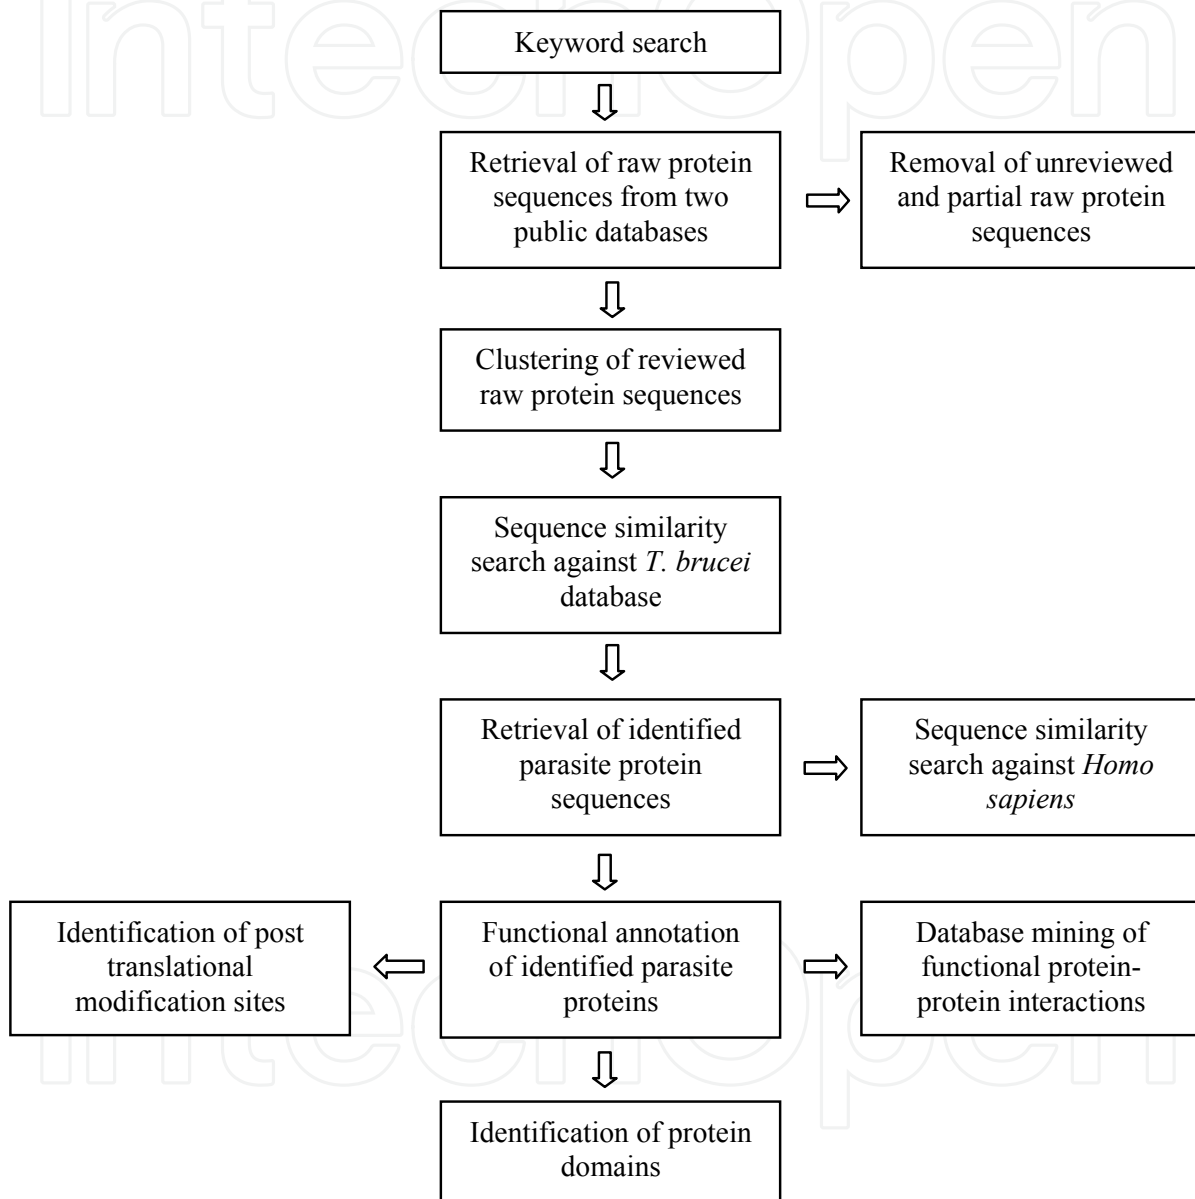 IntechOpen
Keyword search
Retrieval of raw protein
sequences from two
public databases
Removal of unreviewed
and partial raw protein
sequences
Clustering of reviewed
raw protein sequences
Sequence similarity
search against T. brucei
database
Retrieval of identified
parasite protein
sequences
Sequence similarity
search against Homo
sapiens
Identification of post
translational
modification sites
Functional annotation
of identified parasite
proteins
Database mining of
functional protein-
protein interactions
IntechOpen
Identification of protein
domains